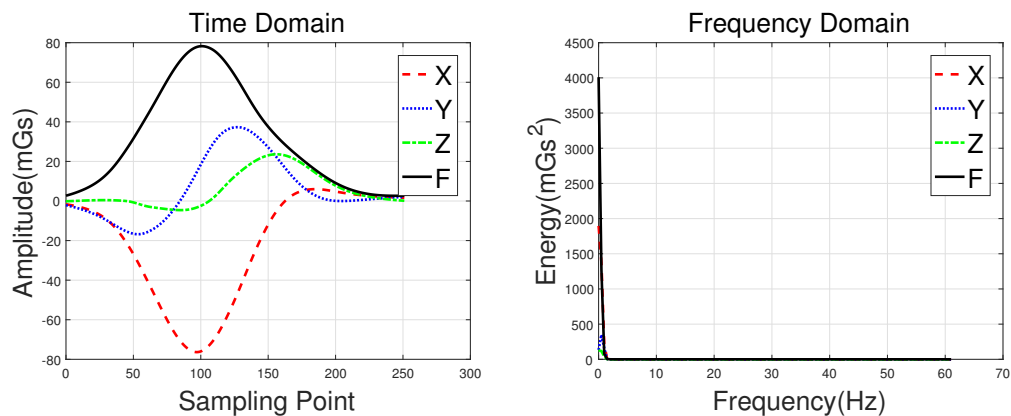 Time Domain
Amplitude(mGs)
80
60
40
20
0
-20
-40
-60
-80
0
50
100
150
200
250
300
Sampling Point
X
Y
Z
F
Frequency Domain
Energy(mGs²)
4500
4000
3500
3000
2500
2000
1500
1000
500
0
0
10
20
30
40
50
60
70
Frequency(Hz)
X
Y
Z
F